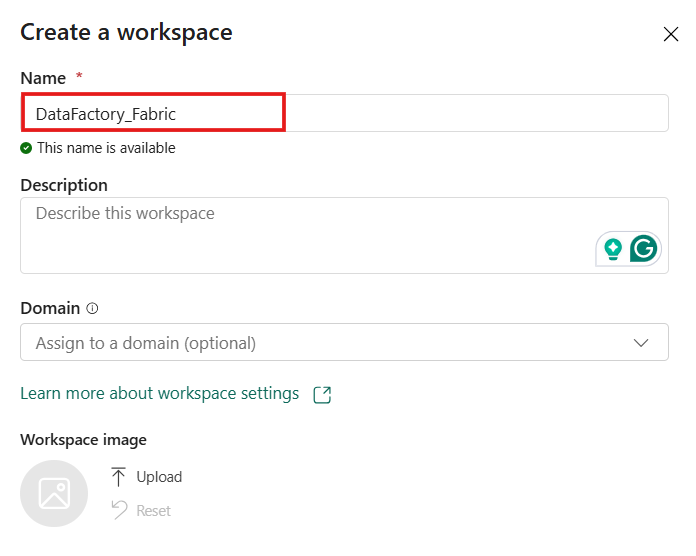 Create a workspace
Name *
DataFactory_Fabric
This name is available
Description
Describe this workspace
G
Domain
Assign to a domain (optional)
Learn more about workspace settings
Workspace image
Upload
Reset